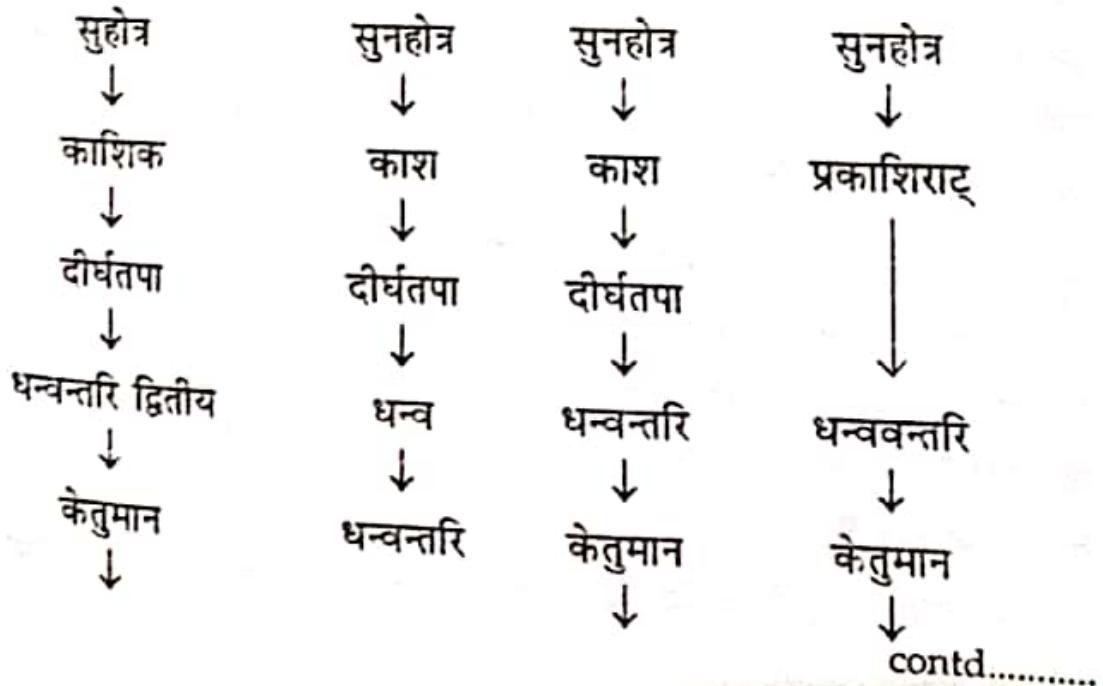 सुहोत्र सुनहोत्र सुनहोत्र सुनहोत्र
↓ ↓ ↓ ↓
काशिक काश काश प्रकाशिराट्
↓ ↓ ↓ ↓
दीर्घतपा दीर्घतपा दीर्घतपा
↓ ↓ ↓
धन्वन्तरि द्वितीय धन्व धन्वन्तरि धन्ववन्तरि
↓ ↓ ↓ ↓
केतुमान धन्वन्तरि केतुमान केतुमान
↓ ↓ ↓
contd...........